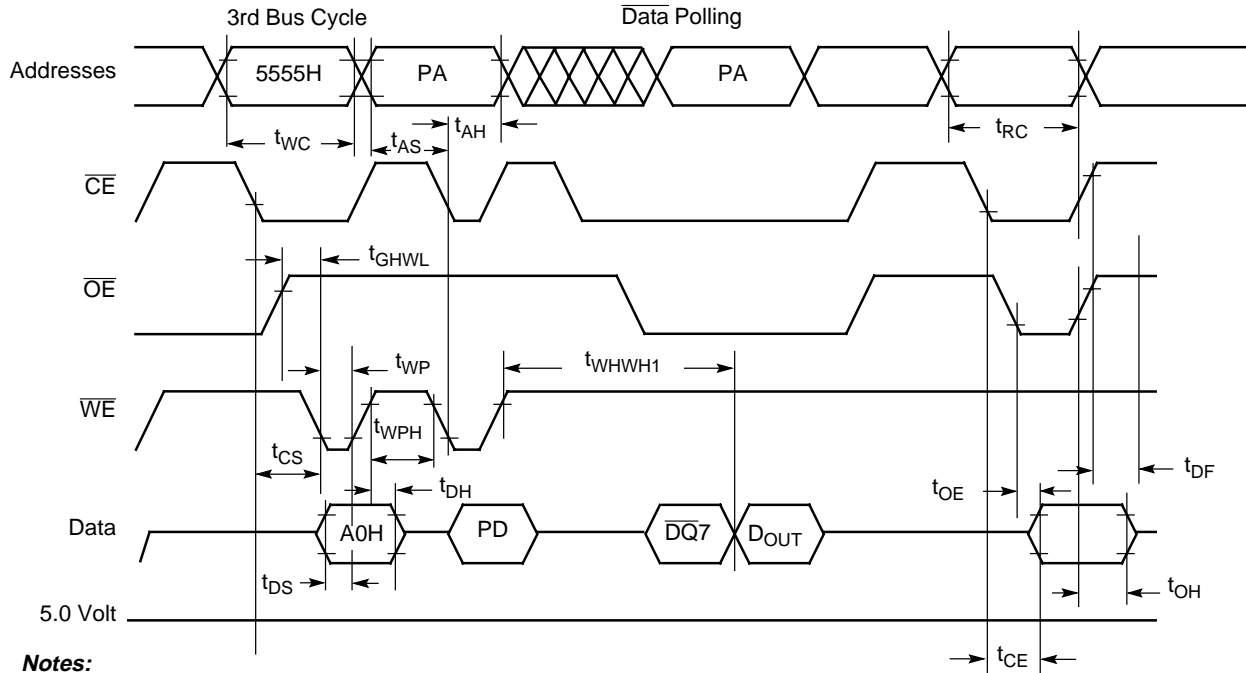 3rd Bus Cycle
Data Polling
Addresses
5555H
PA
PA
tWC
tAS
tAH
tRC
CE
tGHWL
OE
tWP
tWHWH1
WE
tWPH
tCS
tDH
tOE
tDF
Data
A0H
PD
DQ7
DOUT
tDS
tOH
5.0 Volt
tCE
Notes: